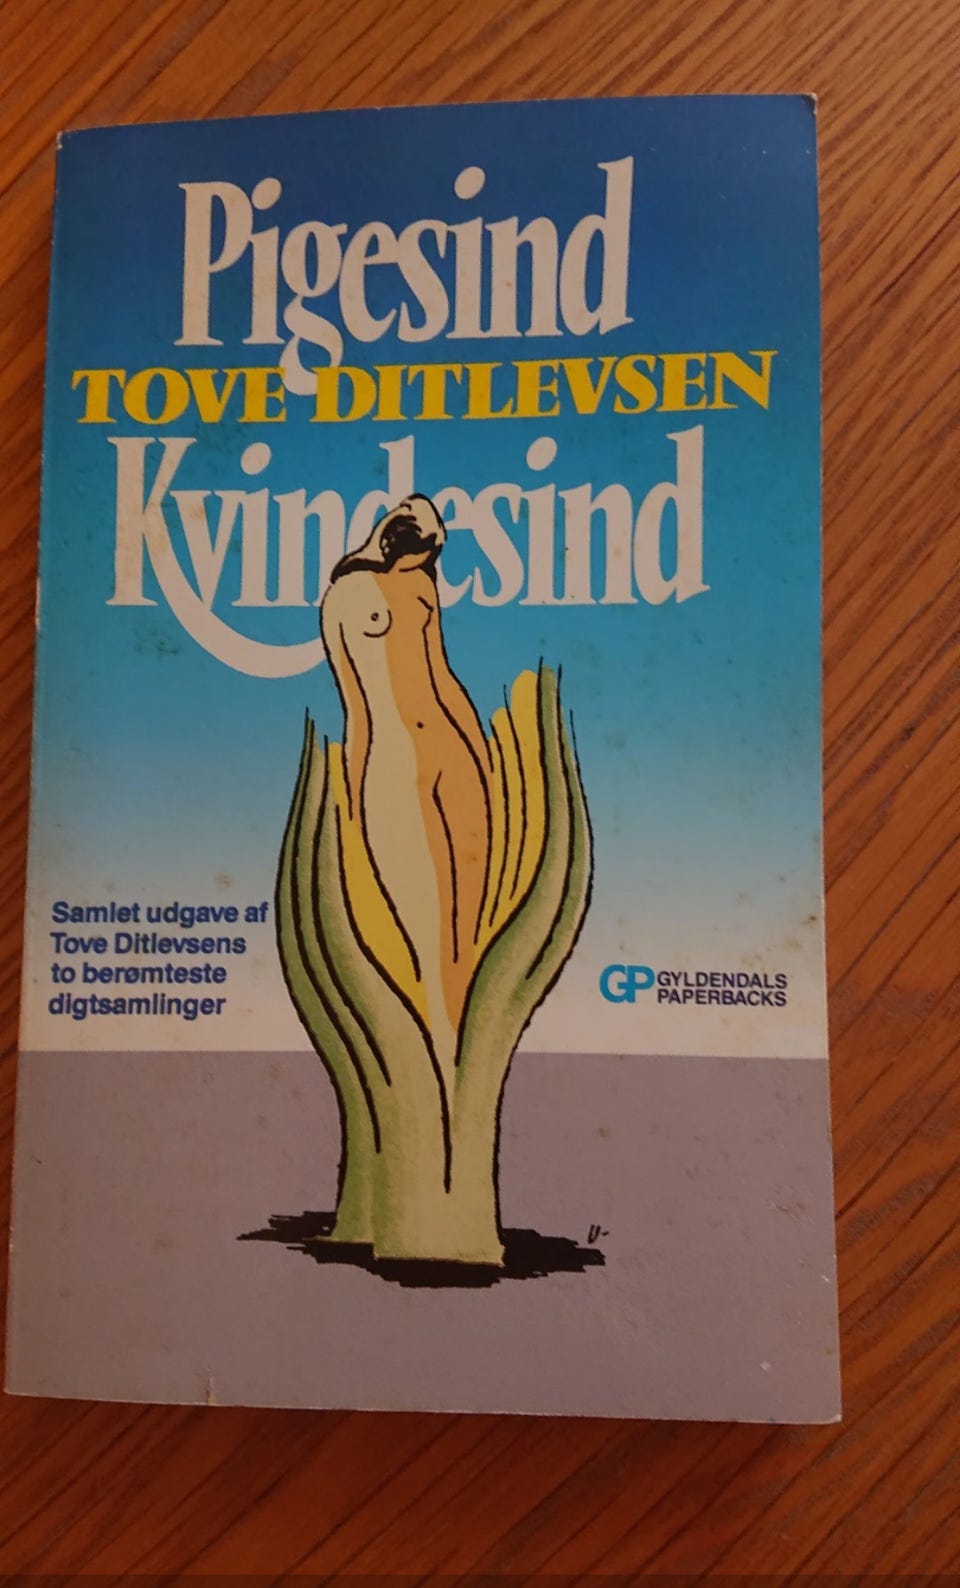 Pigesind
TOVE DITLEVSEN
Kvindesind
Samlet udgave af
Tove Ditlevsens
to berømteste
digtsamlinger
GP GYLDENDALS
PAPERBACKS